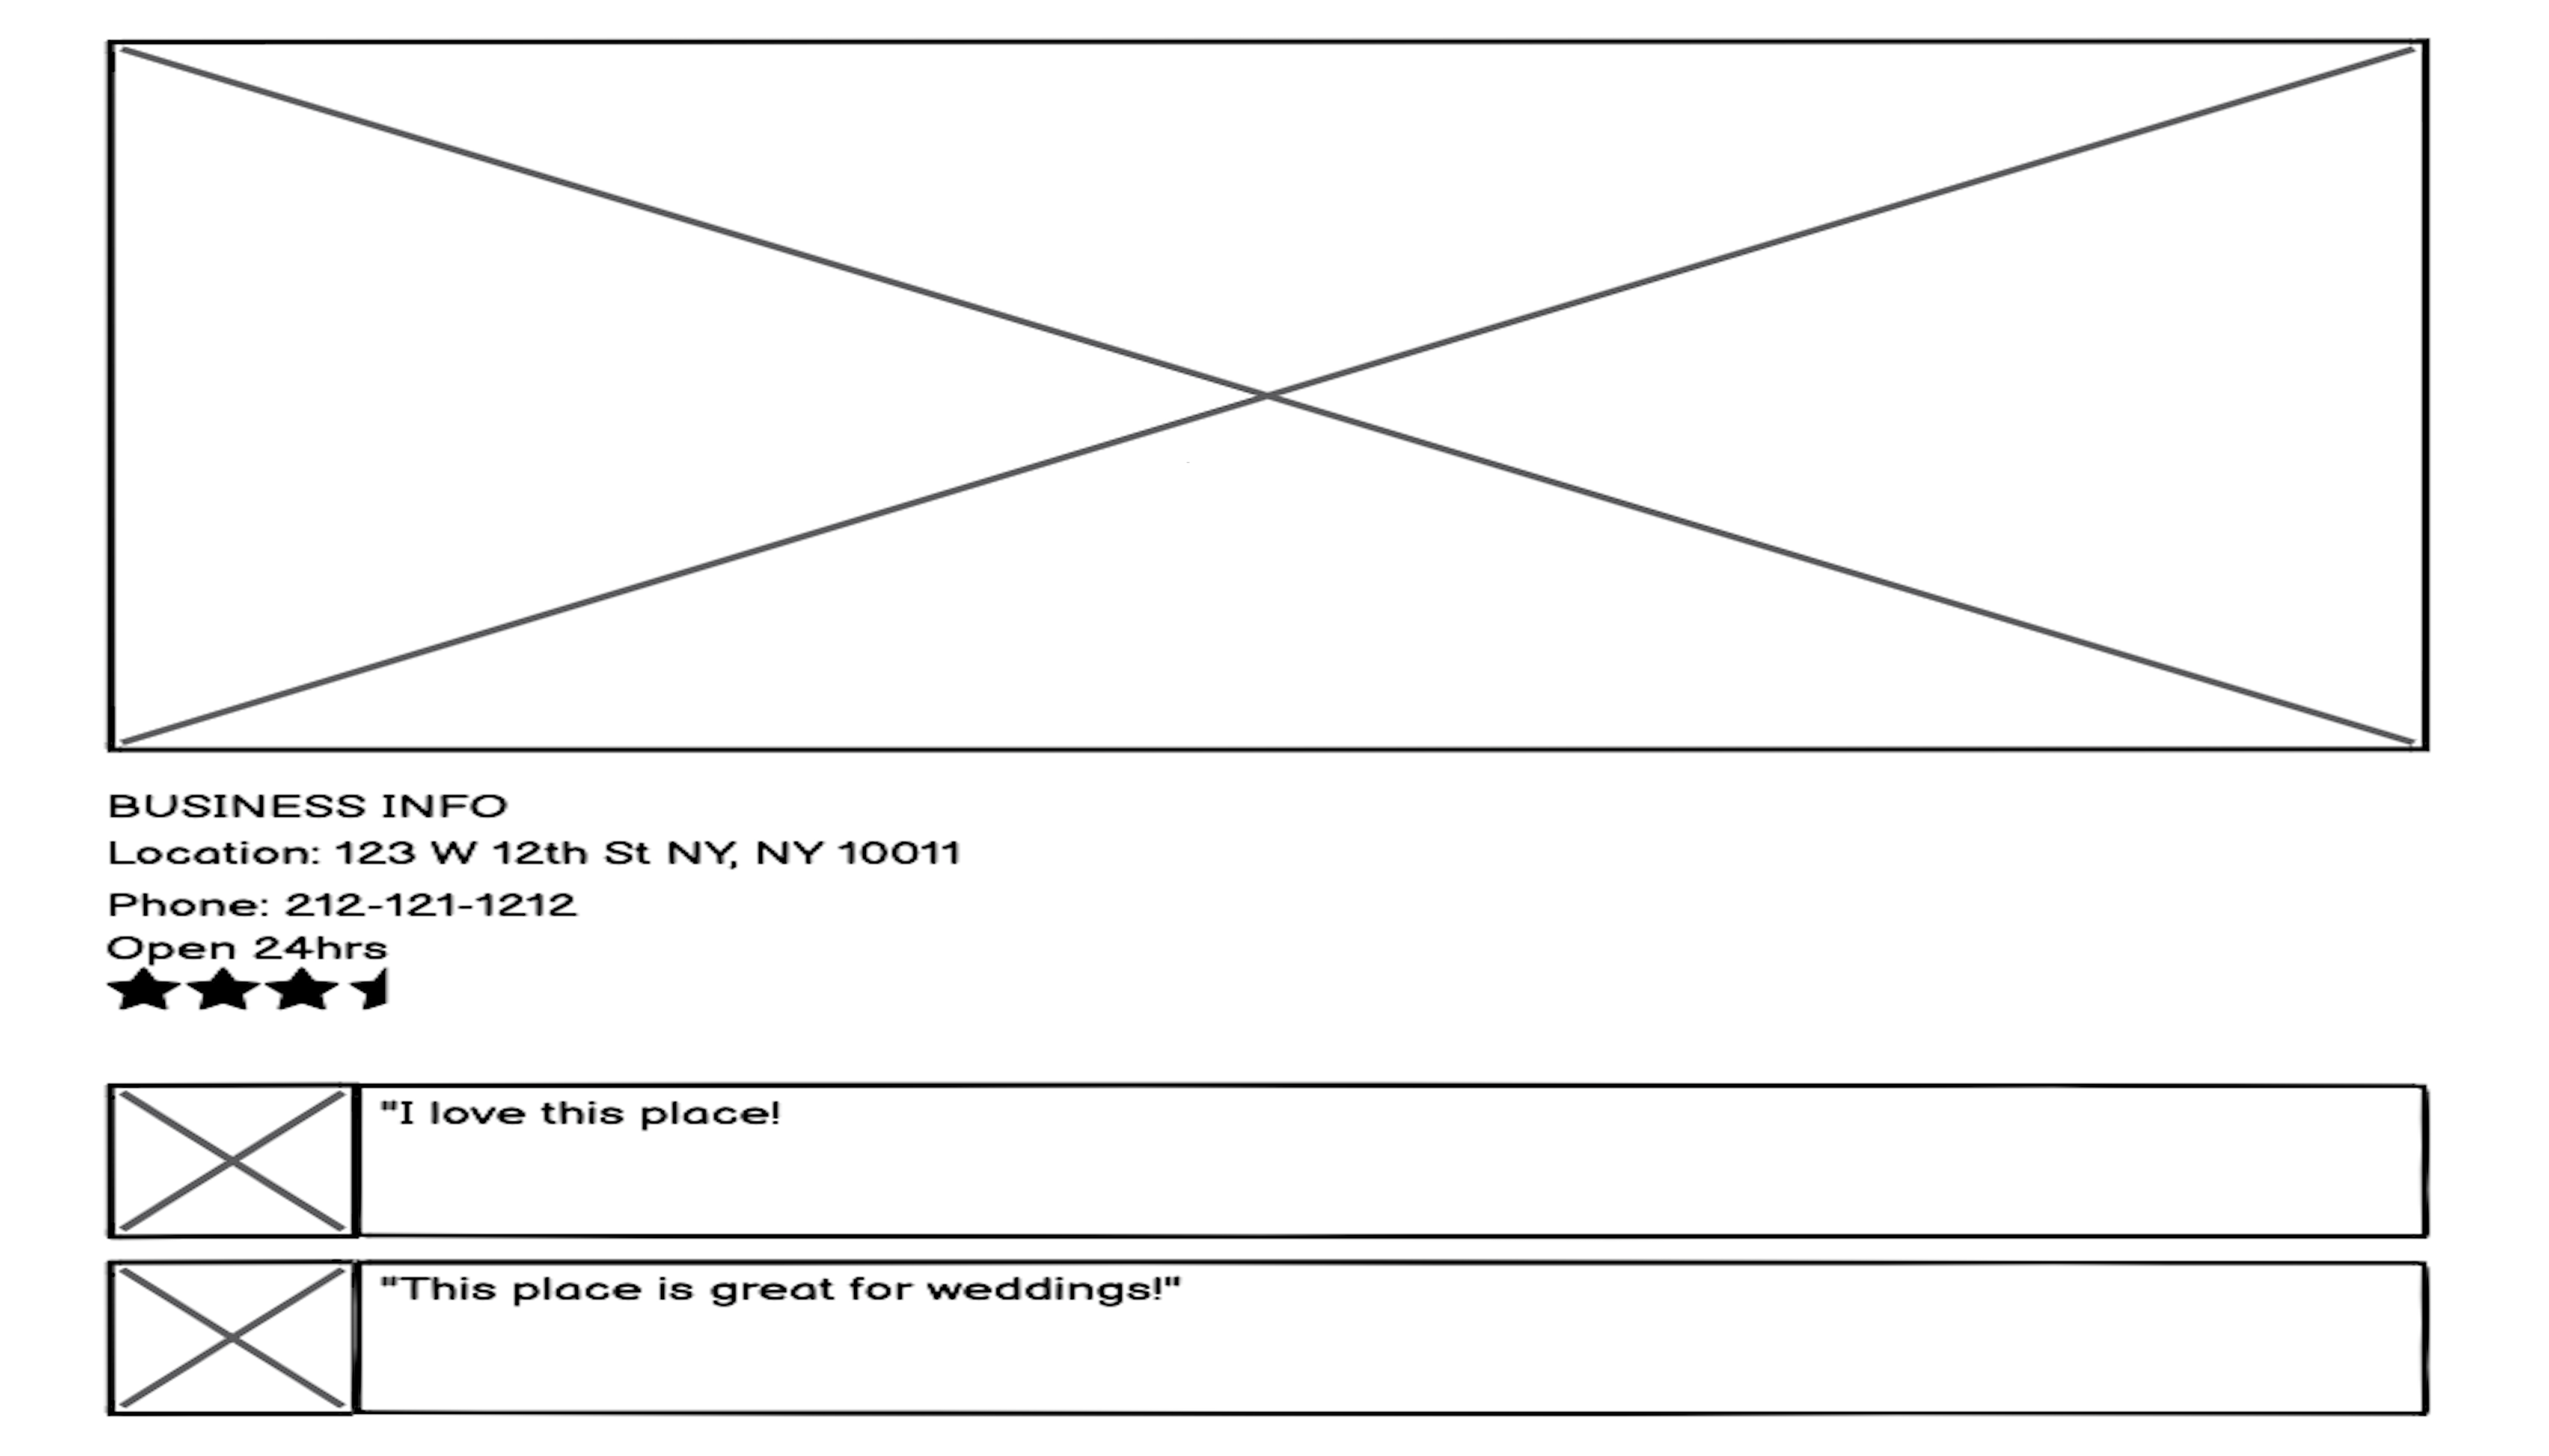 BUSINESS INFO
Location: 123 W 12th St NY, NY 10011
Phone: 212-121-1212
Open 24hrs
"I love this place!
"This place is great for weddings!"